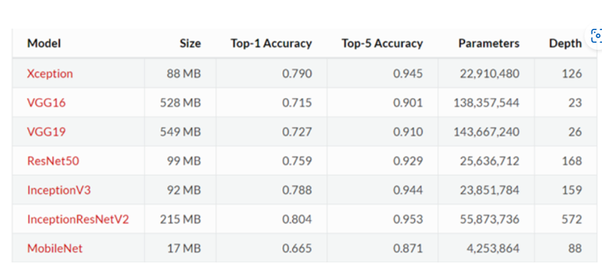 Model Size Top-1 Accuracy Top-5 Accuracy Parameters Depth
Xception 88 MB 0.790 0.945 22,910,480 126
VGG16 528 MB 0.715 0.901 138,357,544 23
VGG19 549 MB 0.727 0.910 143,667,240 26
ResNet50 99 MB 0.759 0.929 25,636,712 168
InceptionV3 92 MB 0.788 0.944 23,851,784 159
InceptionResNetV2 215 MB 0.804 0.953 55,873,736 572
MobileNet 17 MB 0.665 0.871 4,253,864 88